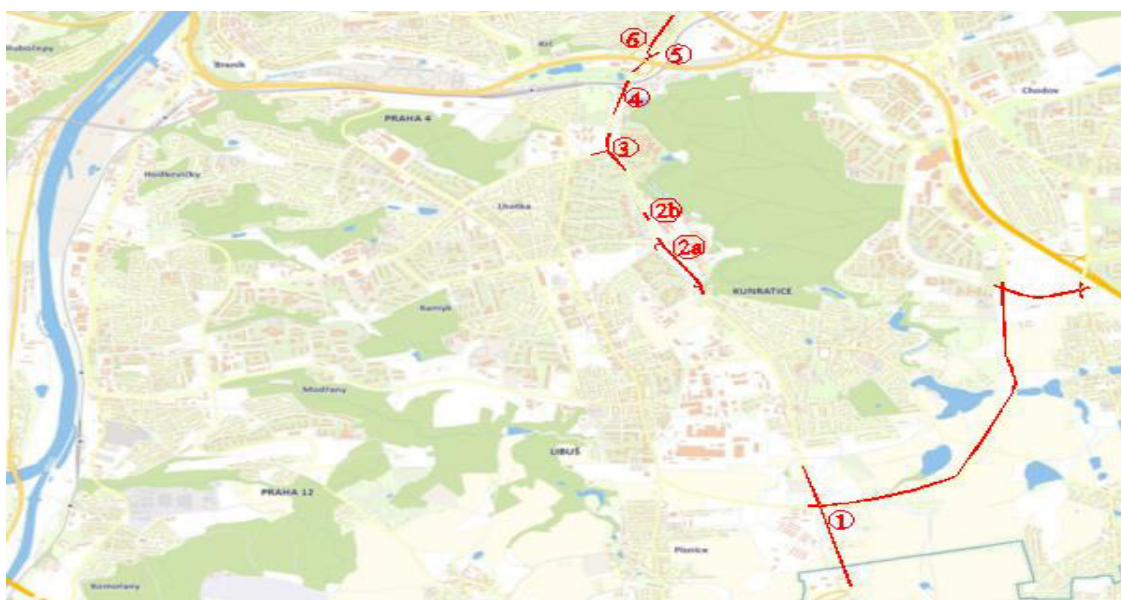 6
Krč
5
Braník
Chodov
4
PRAHA 4
3
Hodkovičky
Lhotka
2b
2a
KUNRATICE
Kamýk
Modřany
LIBUŠ
PRAHA 12
1
Písnice
Komořany